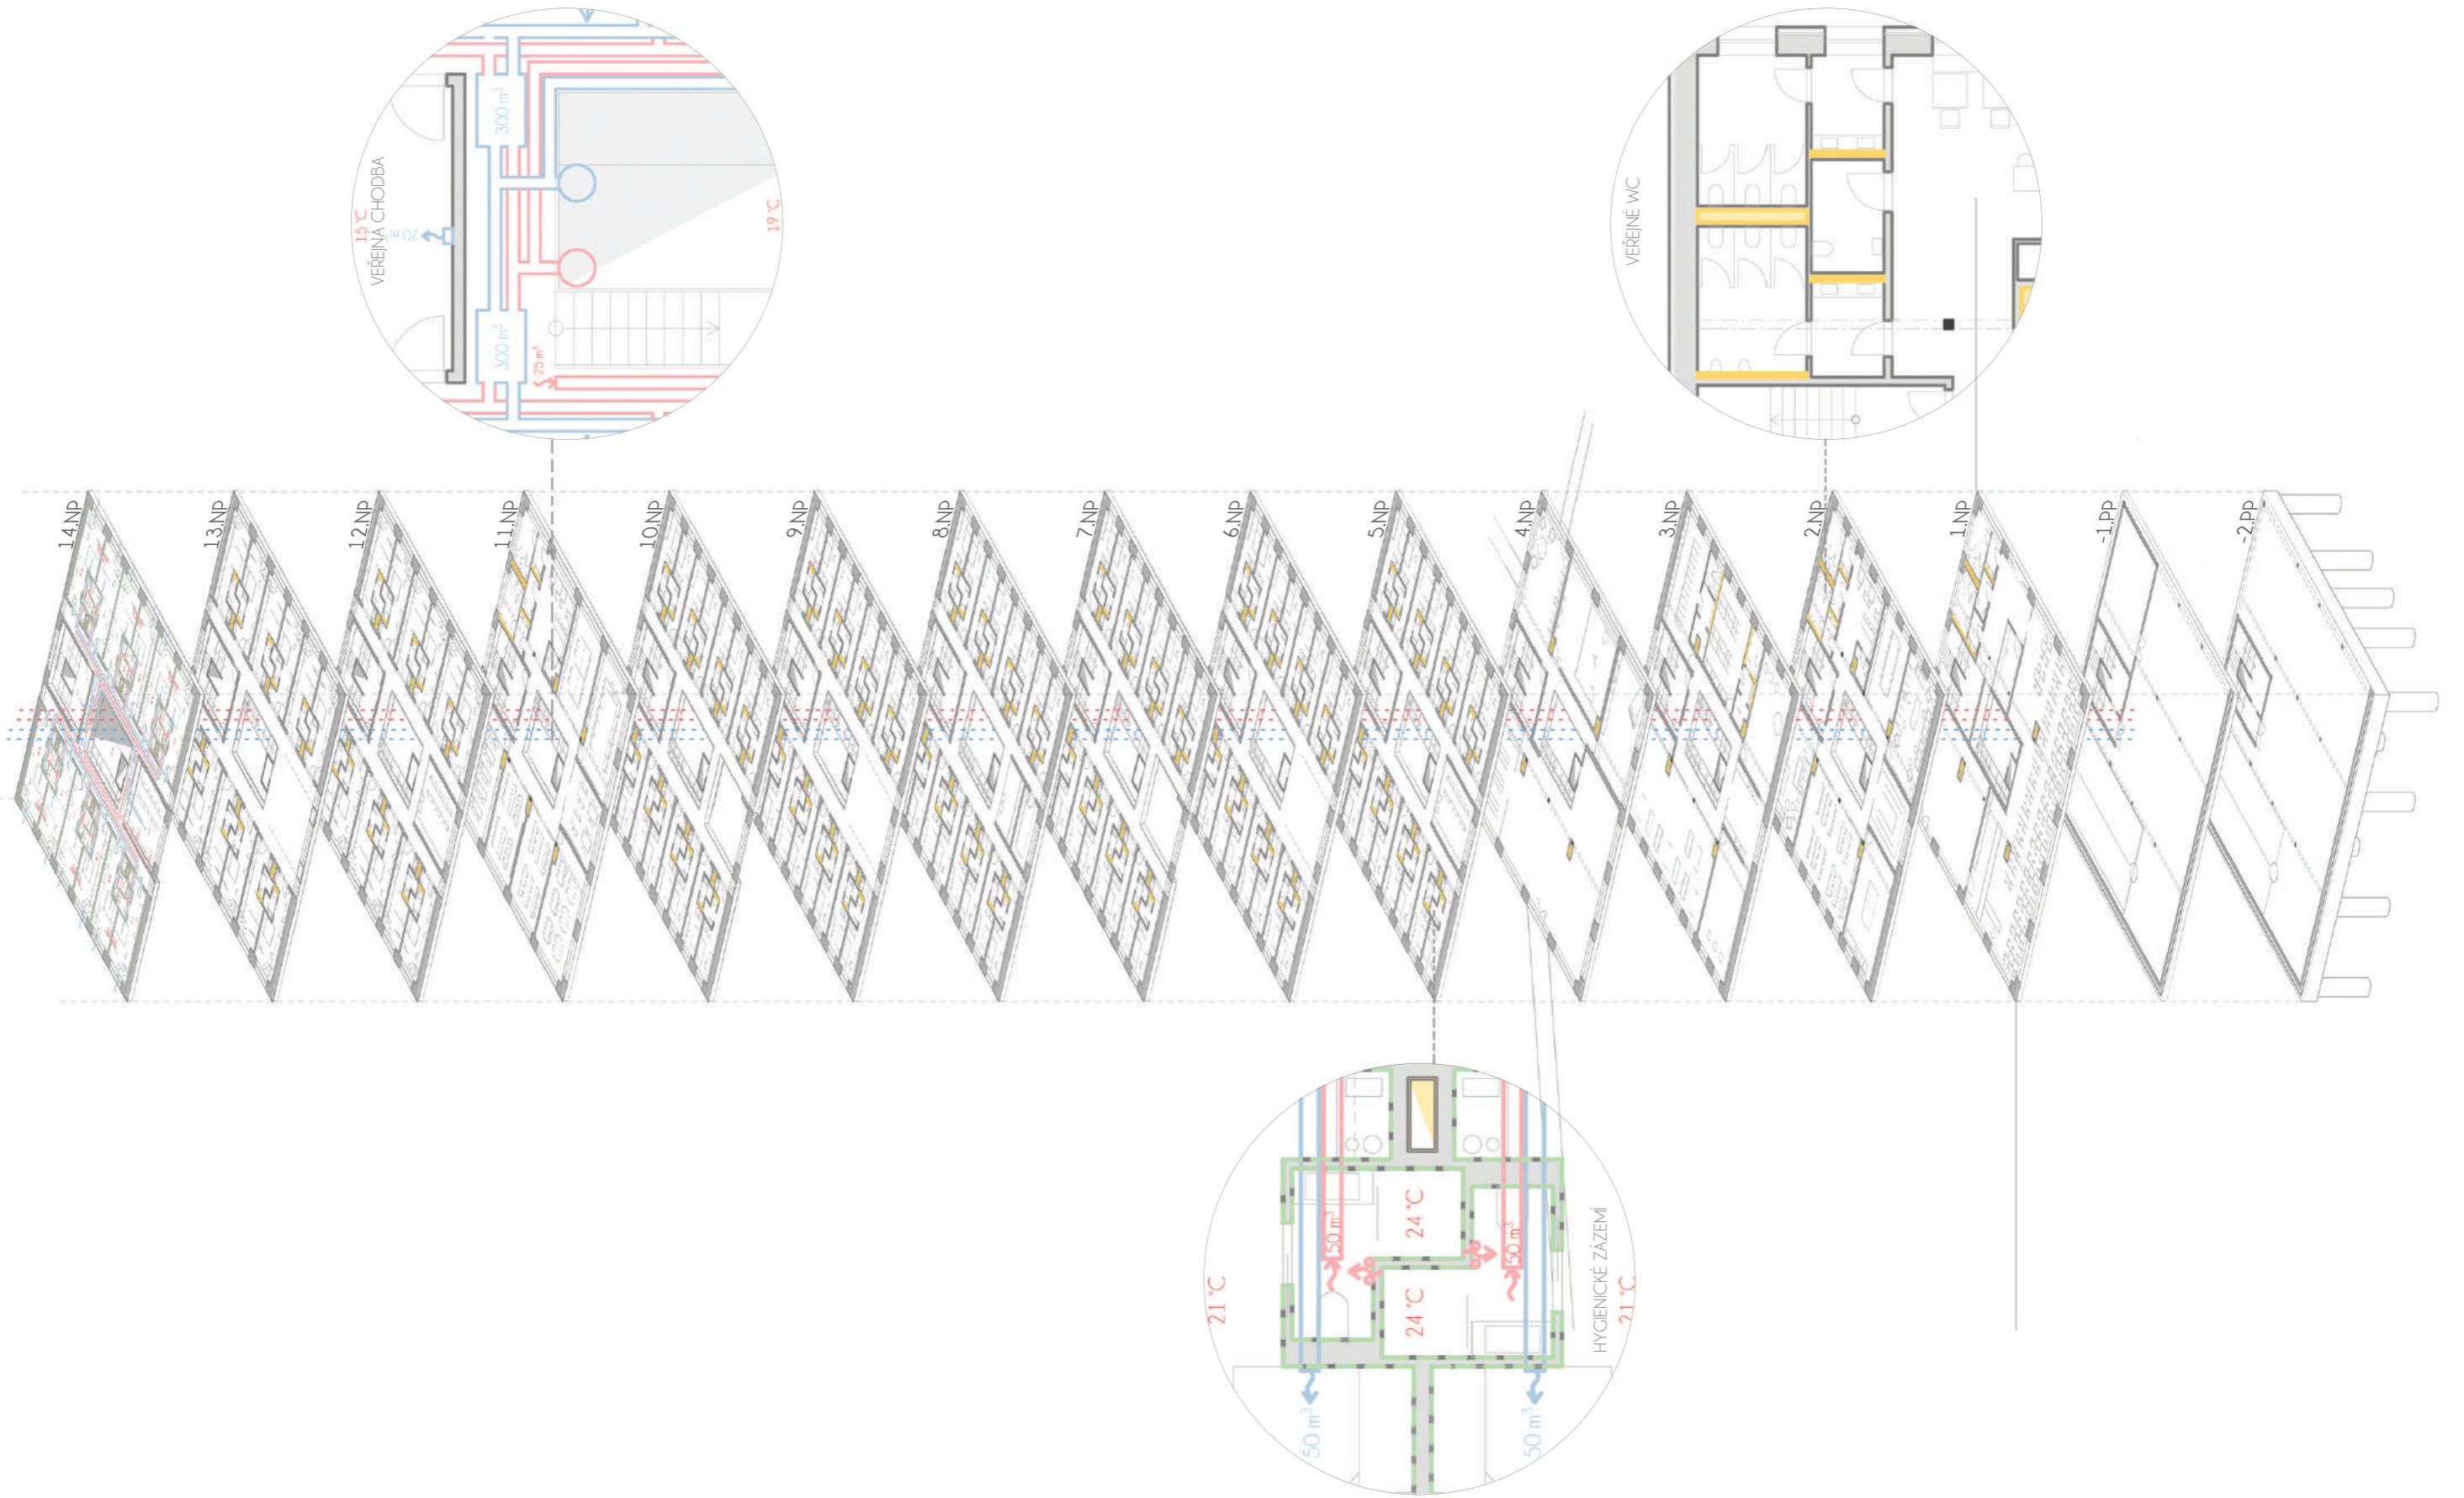 VEŘEJNÁ CHODBA
15 °C
20 m³
300 m³
300 m³
25 m³
19 °C
VEŘEJNÉ WC
14.NP
13.NP
12.NP
11.NP
10.NP
9.NP
8.NP
7.NP
6.NP
5.NP
4.NP
3.NP
2.NP
1.NP
-1.PP
-2.PP
21 °C
50 m³
50 m³
24 °C
24 °C
50 m³
50 m³
HYGIENICKÉ ZÁZEMÍ
21 °C